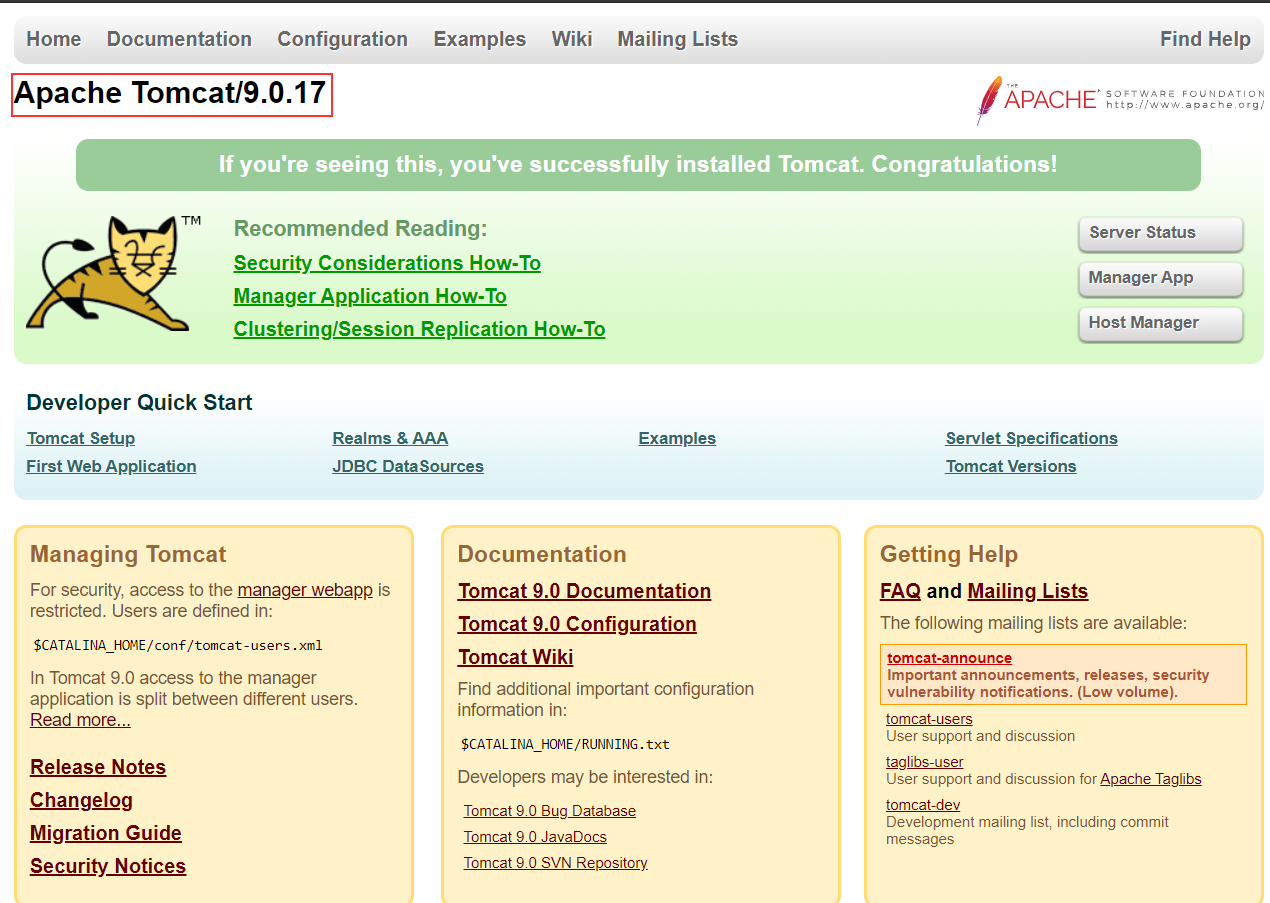 Home Documentation Configuration Examples Wiki Mailing Lists Find Help
Apache Tomcat/9.0.17
THE APACHE SOFTWARE FOUNDATION
http://www.apache.org/
If you're seeing this, you've successfully installed Tomcat. Congratulations!
TM
Recommended Reading:
Security Considerations How-To
Manager Application How-To
Clustering/Session Replication How-To
Server Status
Manager App
Host Manager
Developer Quick Start
Tomcat Setup
First Web Application
Realms & AAA
JDBC DataSources
Examples
Servlet Specifications
Tomcat Versions
Managing Tomcat
For security, access to the manager webapp is
restricted. Users are defined in:
$CATALINA_HOME/conf/tomcat-users.xml
In Tomcat 9.0 access to the manager
application is split between different users.
Read more...
Release Notes
Changelog
Migration Guide
Security Notices
Documentation
Tomcat 9.0 Documentation
Tomcat 9.0 Configuration
Tomcat Wiki
Find additional important configuration
information in:
$CATALINA_HOME/RUNNING.txt
Developers may be interested in:
Tomcat 9.0 Bug Database
Tomcat 9.0 JavaDocs
Tomcat 9.0 SVN Repository
Getting Help
FAQ and Mailing Lists
The following mailing lists are available:
tomcat-announce
Important announcements, releases, security
vulnerability notifications. (Low volume).
tomcat-users
User support and discussion
taglibs-user
User support and discussion for Apache Taglibs
tomcat-dev
Development mailing list, including commit
messages